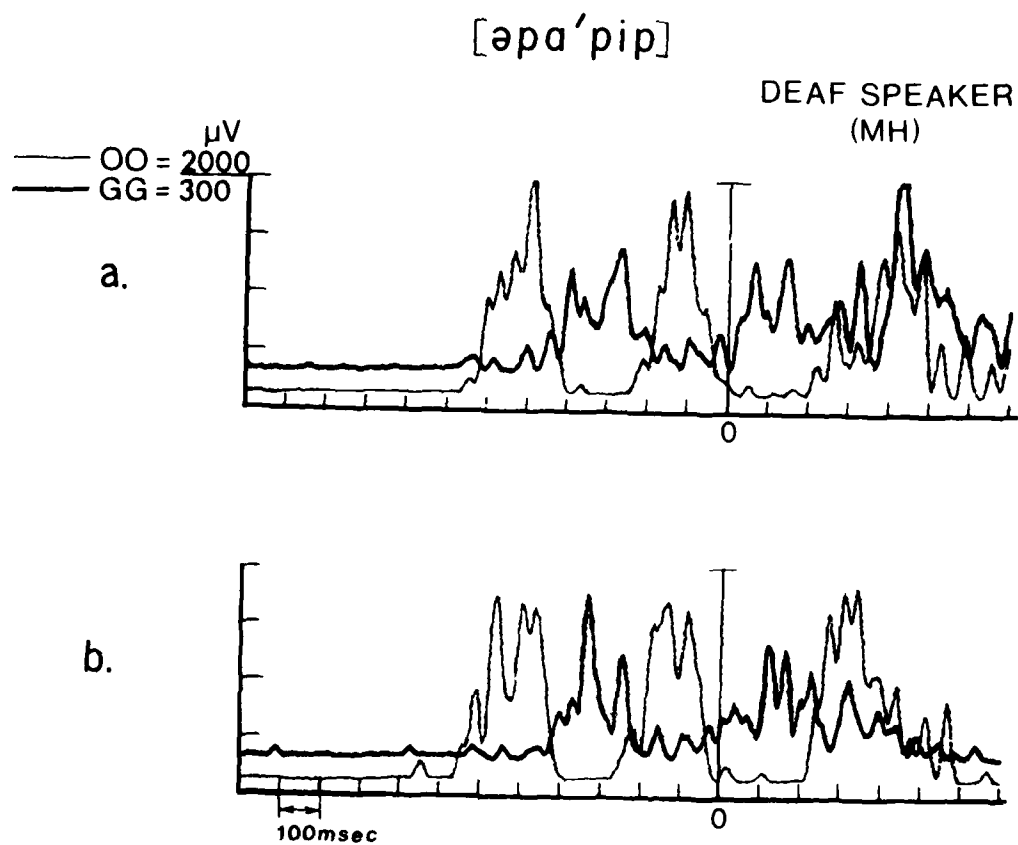 [əpɑ′pip]
DEAF SPEAKER
(MH)
μV
OO = 2000
GG = 300
a.
0
b.
0
100msec